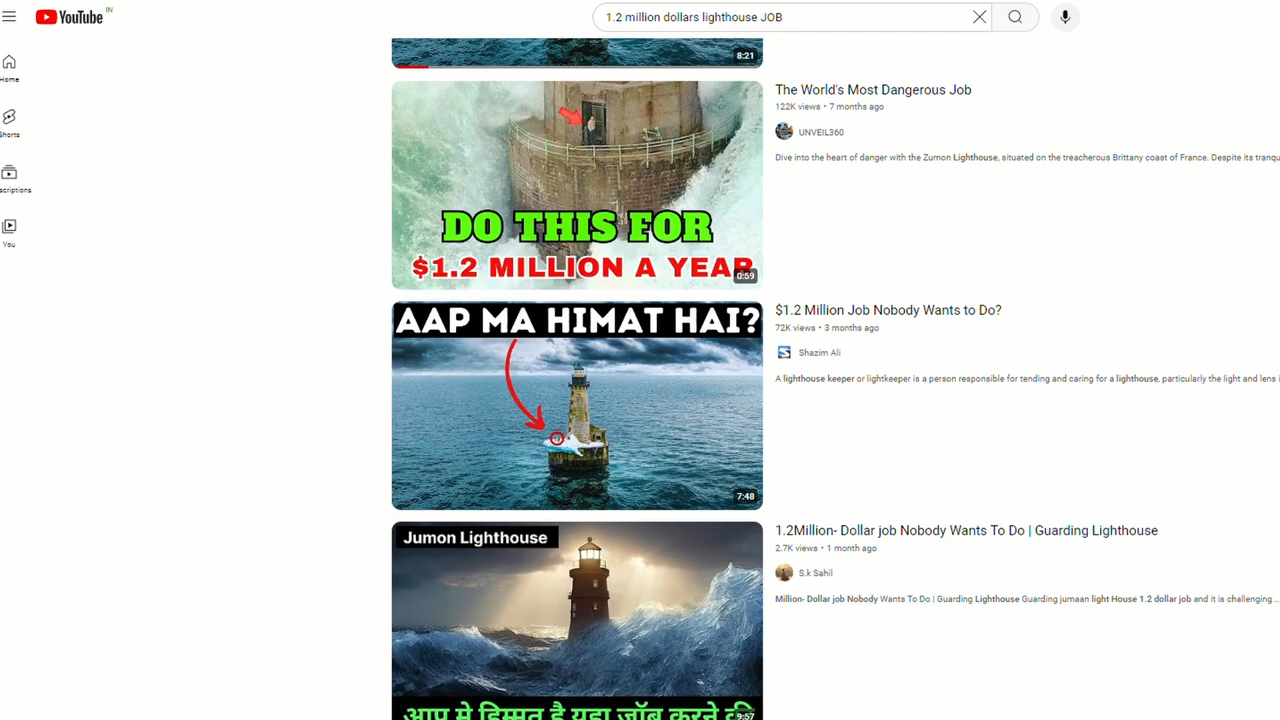 YouTube IN
1.2 million dollars lighthouse JOB
Home
Shorts
scriptions
You
8:21
DO THIS FOR
$1.2 MILLION A YEAR
0:59
The World's Most Dangerous Job
122K views • 7 months ago
UNVEIL360
Dive into the heart of danger with the Zumon Lighthouse, situated on the treacherous Brittany coast of France. Despite its tranqu
AAP MA HIMAT HAI?
7:48
$1.2 Million Job Nobody Wants to Do?
72K views • 3 months ago
Shazim Ali
A lighthouse keeper or lightkeeper is a person responsible for tending and caring for a lighthouse, particularly the light and lens i
Jumon Lighthouse
आप मे हिम्मत है यहा जॉब करने की
9:57
1.2Million- Dollar job Nobody Wants To Do | Guarding Lighthouse
2.7K views • 1 month ago
S.k Sahil
Million- Dollar job Nobody Wants To Do | Guarding Lighthouse Guarding jumaan light House 1.2 dollar job and it is challenging ...